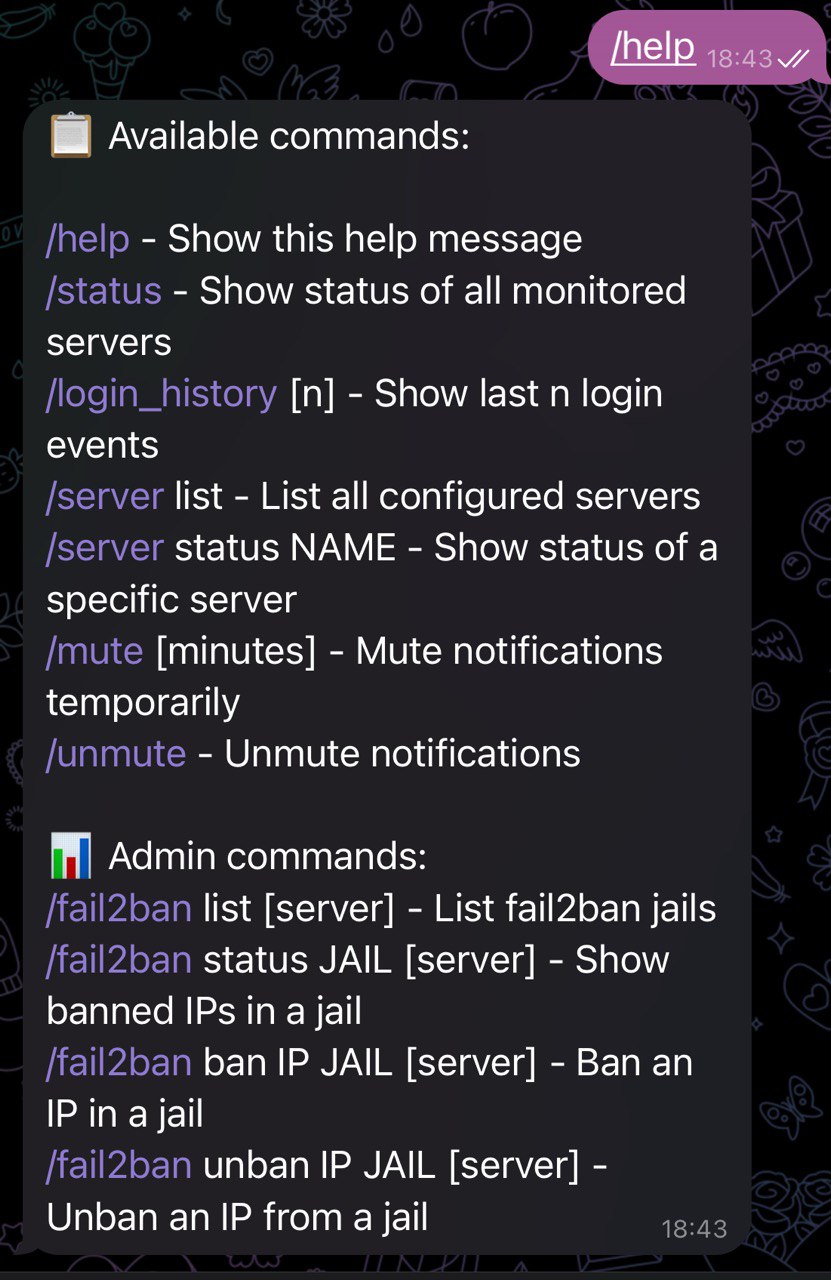 /help 18:43
📋 Available commands:
/help - Show this help message
/status - Show status of all monitored
servers
/login_history [n] - Show last n login
events
/server list - List all configured servers
/server status NAME - Show status of a
specific server
/mute [minutes] - Mute notifications
temporarily
/unmute - Unmute notifications
📊 Admin commands:
/fail2ban list [server] - List fail2ban jails
/fail2ban status JAIL [server] - Show
banned IPs in a jail
/fail2ban ban IP JAIL [server] - Ban an
IP in a jail
/fail2ban unban IP JAIL [server] -
Unban an IP from a jail
18:43